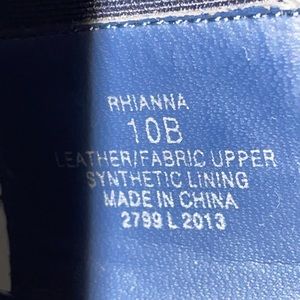 RHIANNA
10B
LEATHER/FABRIC UPPER
SYNTHETIC LINING
MADE IN CHINA
2799 L 2013